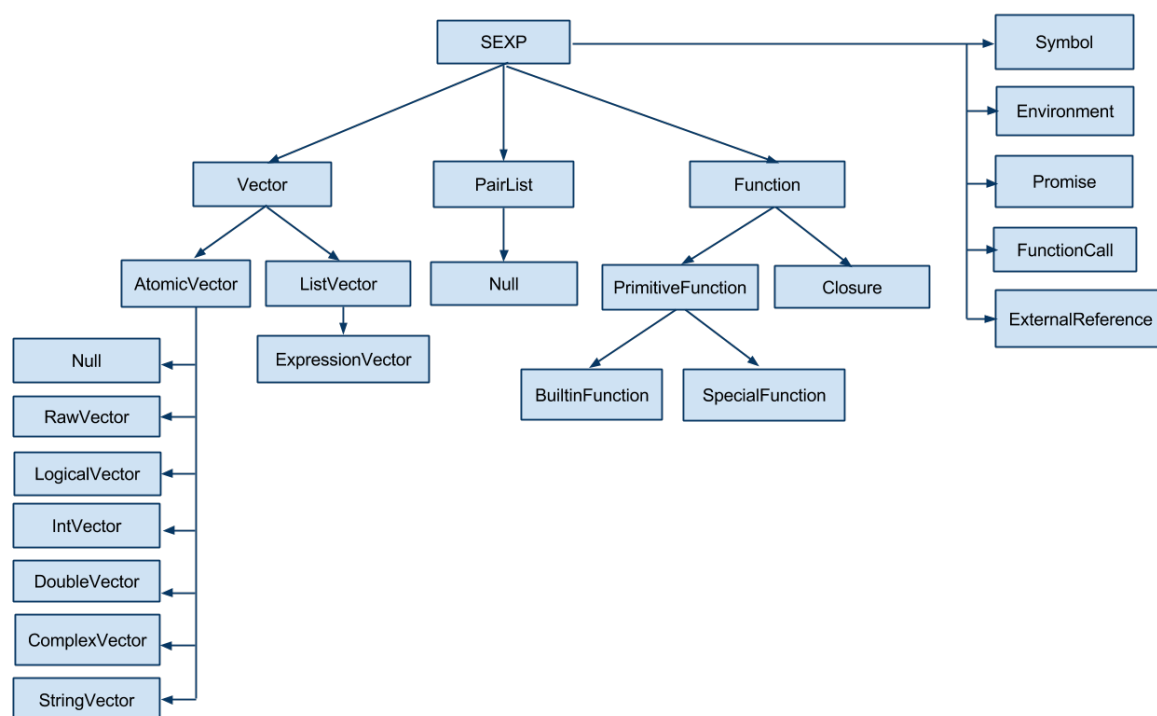 SEXP
Symbol
Environment
Vector
PairList
Function
Promise
FunctionCall
AtomicVector
ListVector
Null
PrimitiveFunction
Closure
ExternalReference
Null
ExpressionVector
BuiltinFunction
SpecialFunction
RawVector
LogicalVector
IntVector
DoubleVector
ComplexVector
StringVector